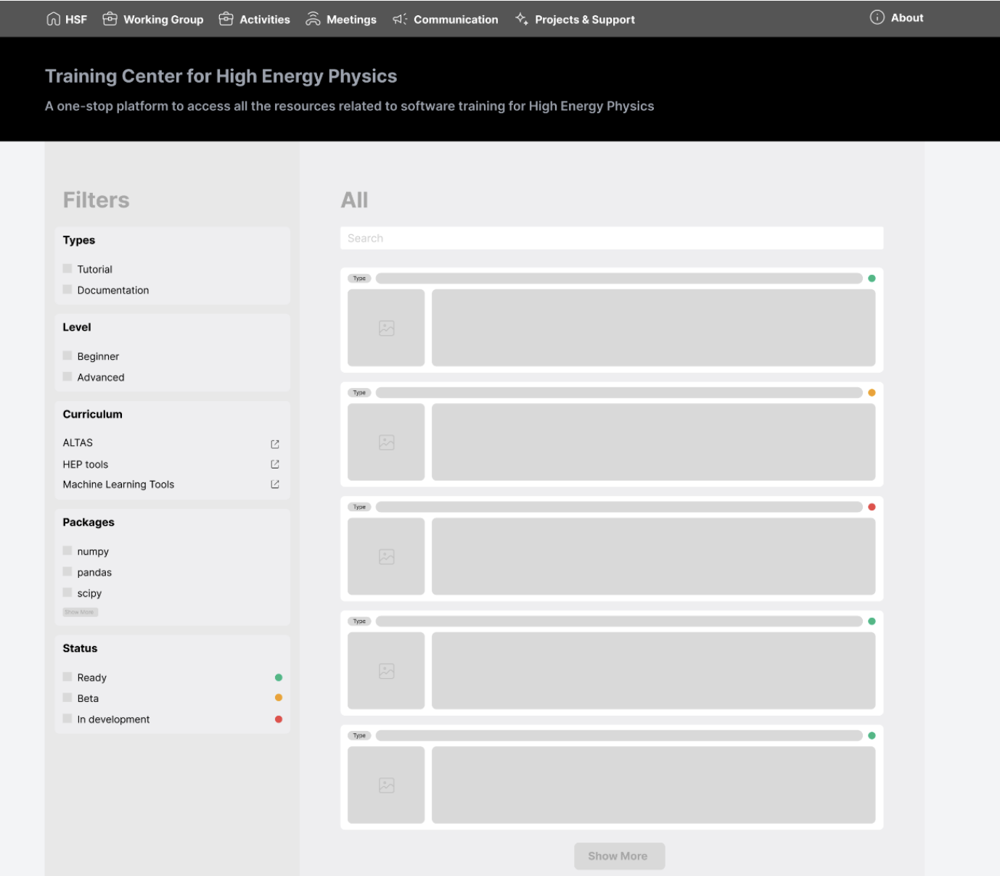 HSF Working Group Activities Meetings Communication Projects & Support About
Training Center for High Energy Physics
A one-stop platform to access all the resources related to software training for High Energy Physics
Filters
Types
Tutorial
Documentation
Level
Beginner
Advanced
Curriculum
ALTAS
HEP tools
Machine Learning Tools
Packages
numpy
pandas
scipy
Show More
Status
Ready
Beta
In development
All
Search
Type
Type
Type
Type
Type
Show More